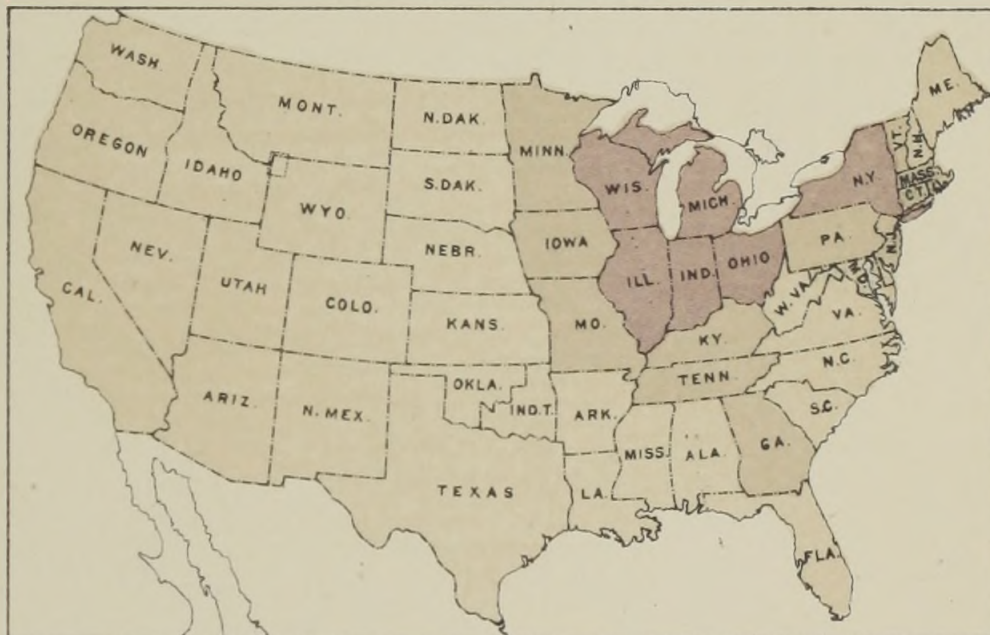 WASH.
MONT.
N.DAK.
MINN.
ME.
OREGON
IDAHO
VT.
N.H.
S.DAK.
WIS.
MICH.
N.Y.
MASS.
CT.
WYO.
NEV.
NEBR.
IOWA
PA.
N.J.
OHIO
IND.
ILL.
M D.
CAL.
UTAH
COLO.
W.VA.
VA.
KANS.
MO.
KY.
N.C.
TENN.
OKLA.
IND.T.
ARK.
ARIZ.
N.MEX.
S.C.
MISS.
ALA.
GA.
TEXAS
LA.
FLA.